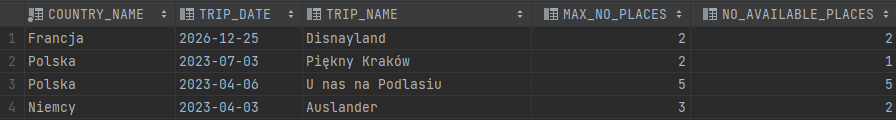 COUNTRY_NAME TRIP_DATE TRIP_NAME MAX_NO_PLACES NO_AVAILABLE_PLACES
1 Francja 2026-12-25 Disnayland 2 2
2 Polska 2023-07-03 Piękny Kraków 2 1
3 Polska 2023-04-06 U nas na Podlasiu 5 5
4 Niemcy 2023-04-03 Auslander 3 2